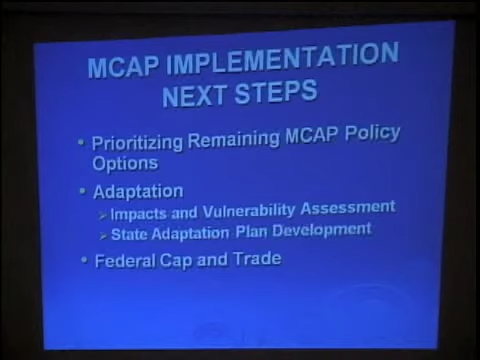 MCAP IMPLEMENTATION
NEXT STEPS
• Prioritizing Remaining MCAP Policy
Options
• Adaptation
➢ Impacts and Vulnerability Assessment
➢ State Adaptation Plan Development
• Federal Cap and Trade